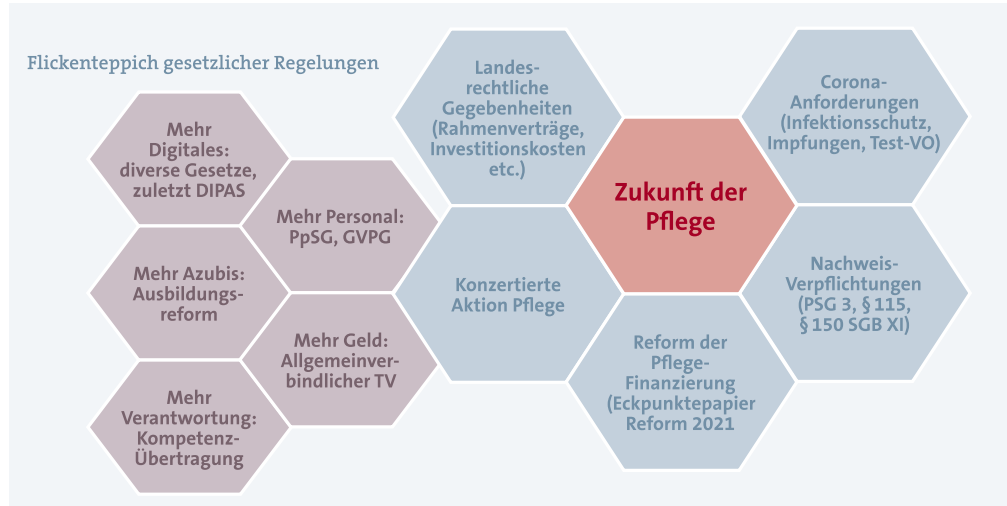 Flickenteppich gesetzlicher Regelungen
Mehr
Digitales:
diverse Gesetze,
zuletzt DIPAS
Mehr Personal:
PpSG, GVPG
Mehr Azubis:
Ausbildungs-
reform
Mehr Geld:
Allgemeinver-
bindlicher TV
Mehr
Verantwortung:
Kompetenz-
Übertragung
Landes-
rechtliche
Gegebenheiten
(Rahmenverträge,
Investitionskosten
etc.)
Konzertierte
Aktion Pflege
Zukunft der
Pflege
Reform der
Pflege-
Finanzierung
(Eckpunktepapier
Reform 2021
Corona-
Anforderungen
(Infektionsschutz,
Impfungen, Test-VO)
Nachweis-
Verpflichtungen
(PSG 3, § 115,
§ 150 SGB XI)